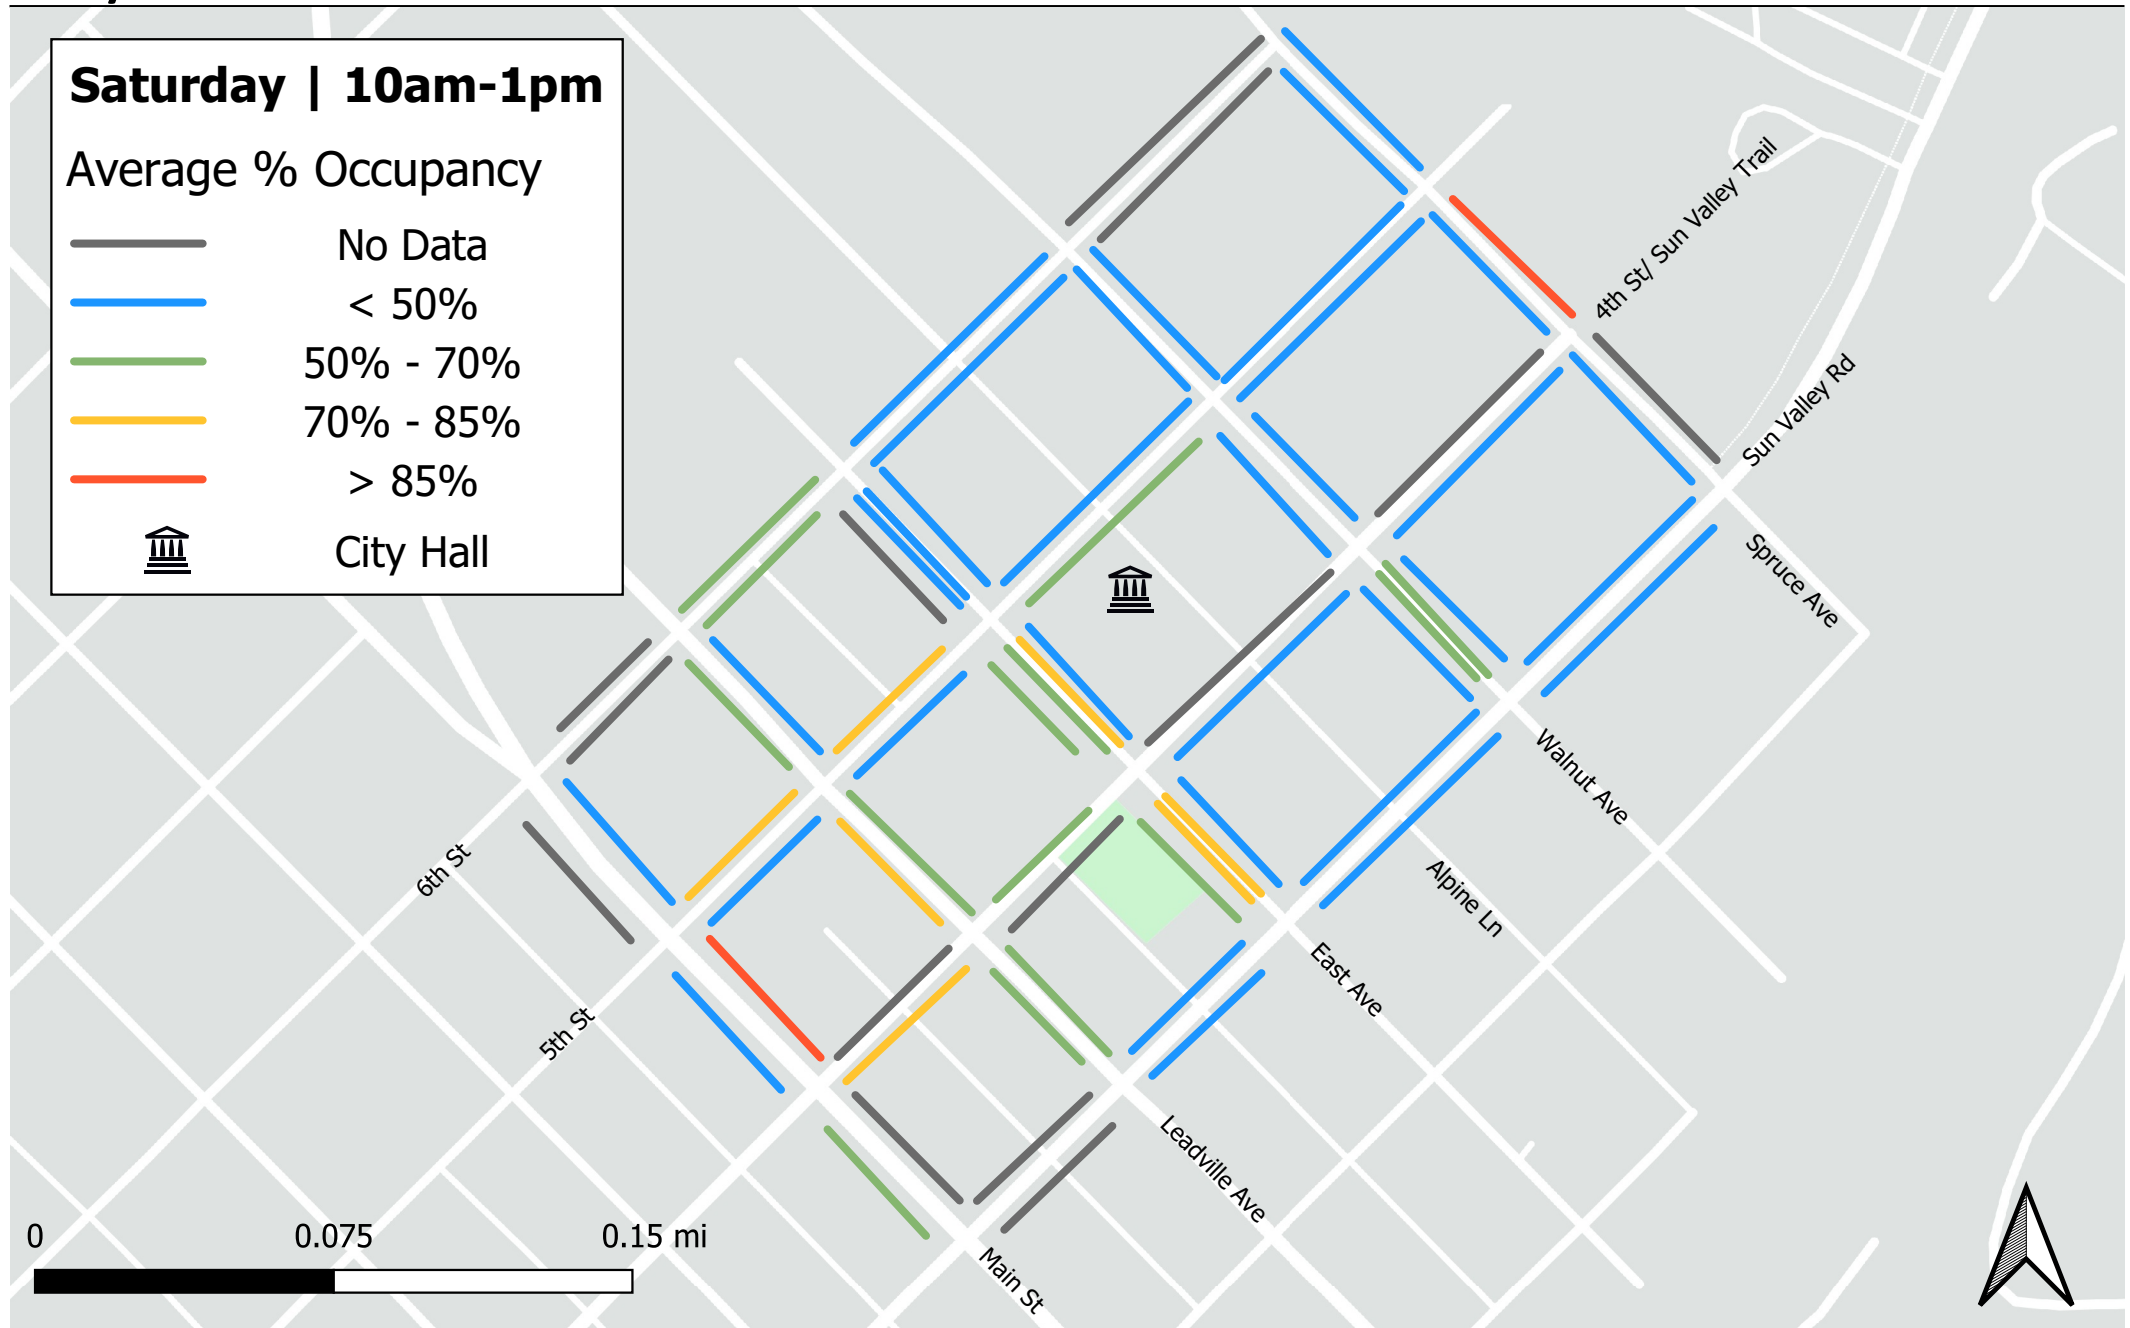 Saturday | 10am-1pm
Average % Occupancy
No Data
< 50%
50% - 70%
70% - 85%
> 85%
City Hall
4th St/ Sun Valley Trail
Sun Valley Rd
Spruce Ave
Walnut Ave
Alpine Ln
East Ave
Leadville Ave
Main St
6th St
5th St
0 0.075 0.15 mi